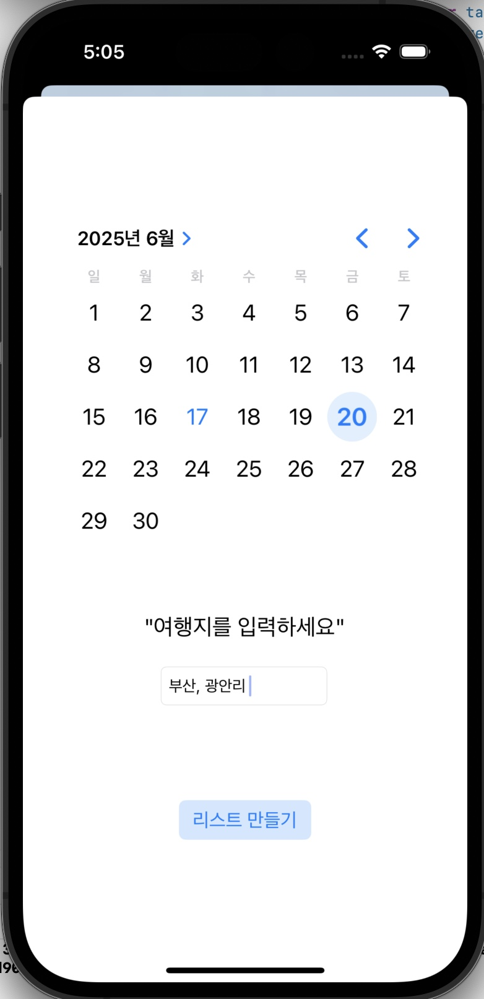 5:05
2025년 6월
일 월 화 수 목 금 토
1 2 3 4 5 6 7
8 9 10 11 12 13 14
15 16 17 18 19 20 21
22 23 24 25 26 27 28
29 30
"여행지를 입력하세요"
부산, 광안리
리스트 만들기